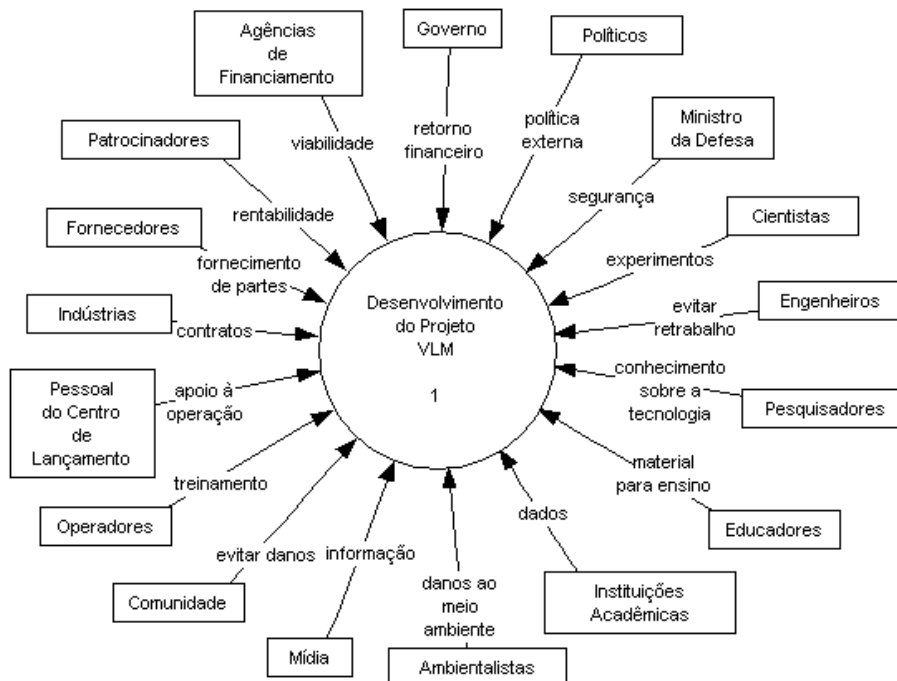 Agências
de
Financiamento
Governo
Políticos
Patrocinadores
viabilidade
retorno
financeiro
política
externa
Ministro
da Defesa
Fornecedores
rentabilidade
segurança
Cientistas
fornecimento
de partes
experimentos
Indústrias
contratos
Desenvolvimento
do Projeto
VLM
1
evitar
retrabalho
Engenheiros
Pessoal
do Centro
de
Lançamento
apoio à
operação
conhecimento
sobre a
tecnologia
Pesquisadores
treinamento
material
para ensino
Operadores
dados
Educadores
evitar danos
informação
Comunidade
danos ao
meio
ambiente
Instituições
Acadêmicas
Mídia
Ambientalistas